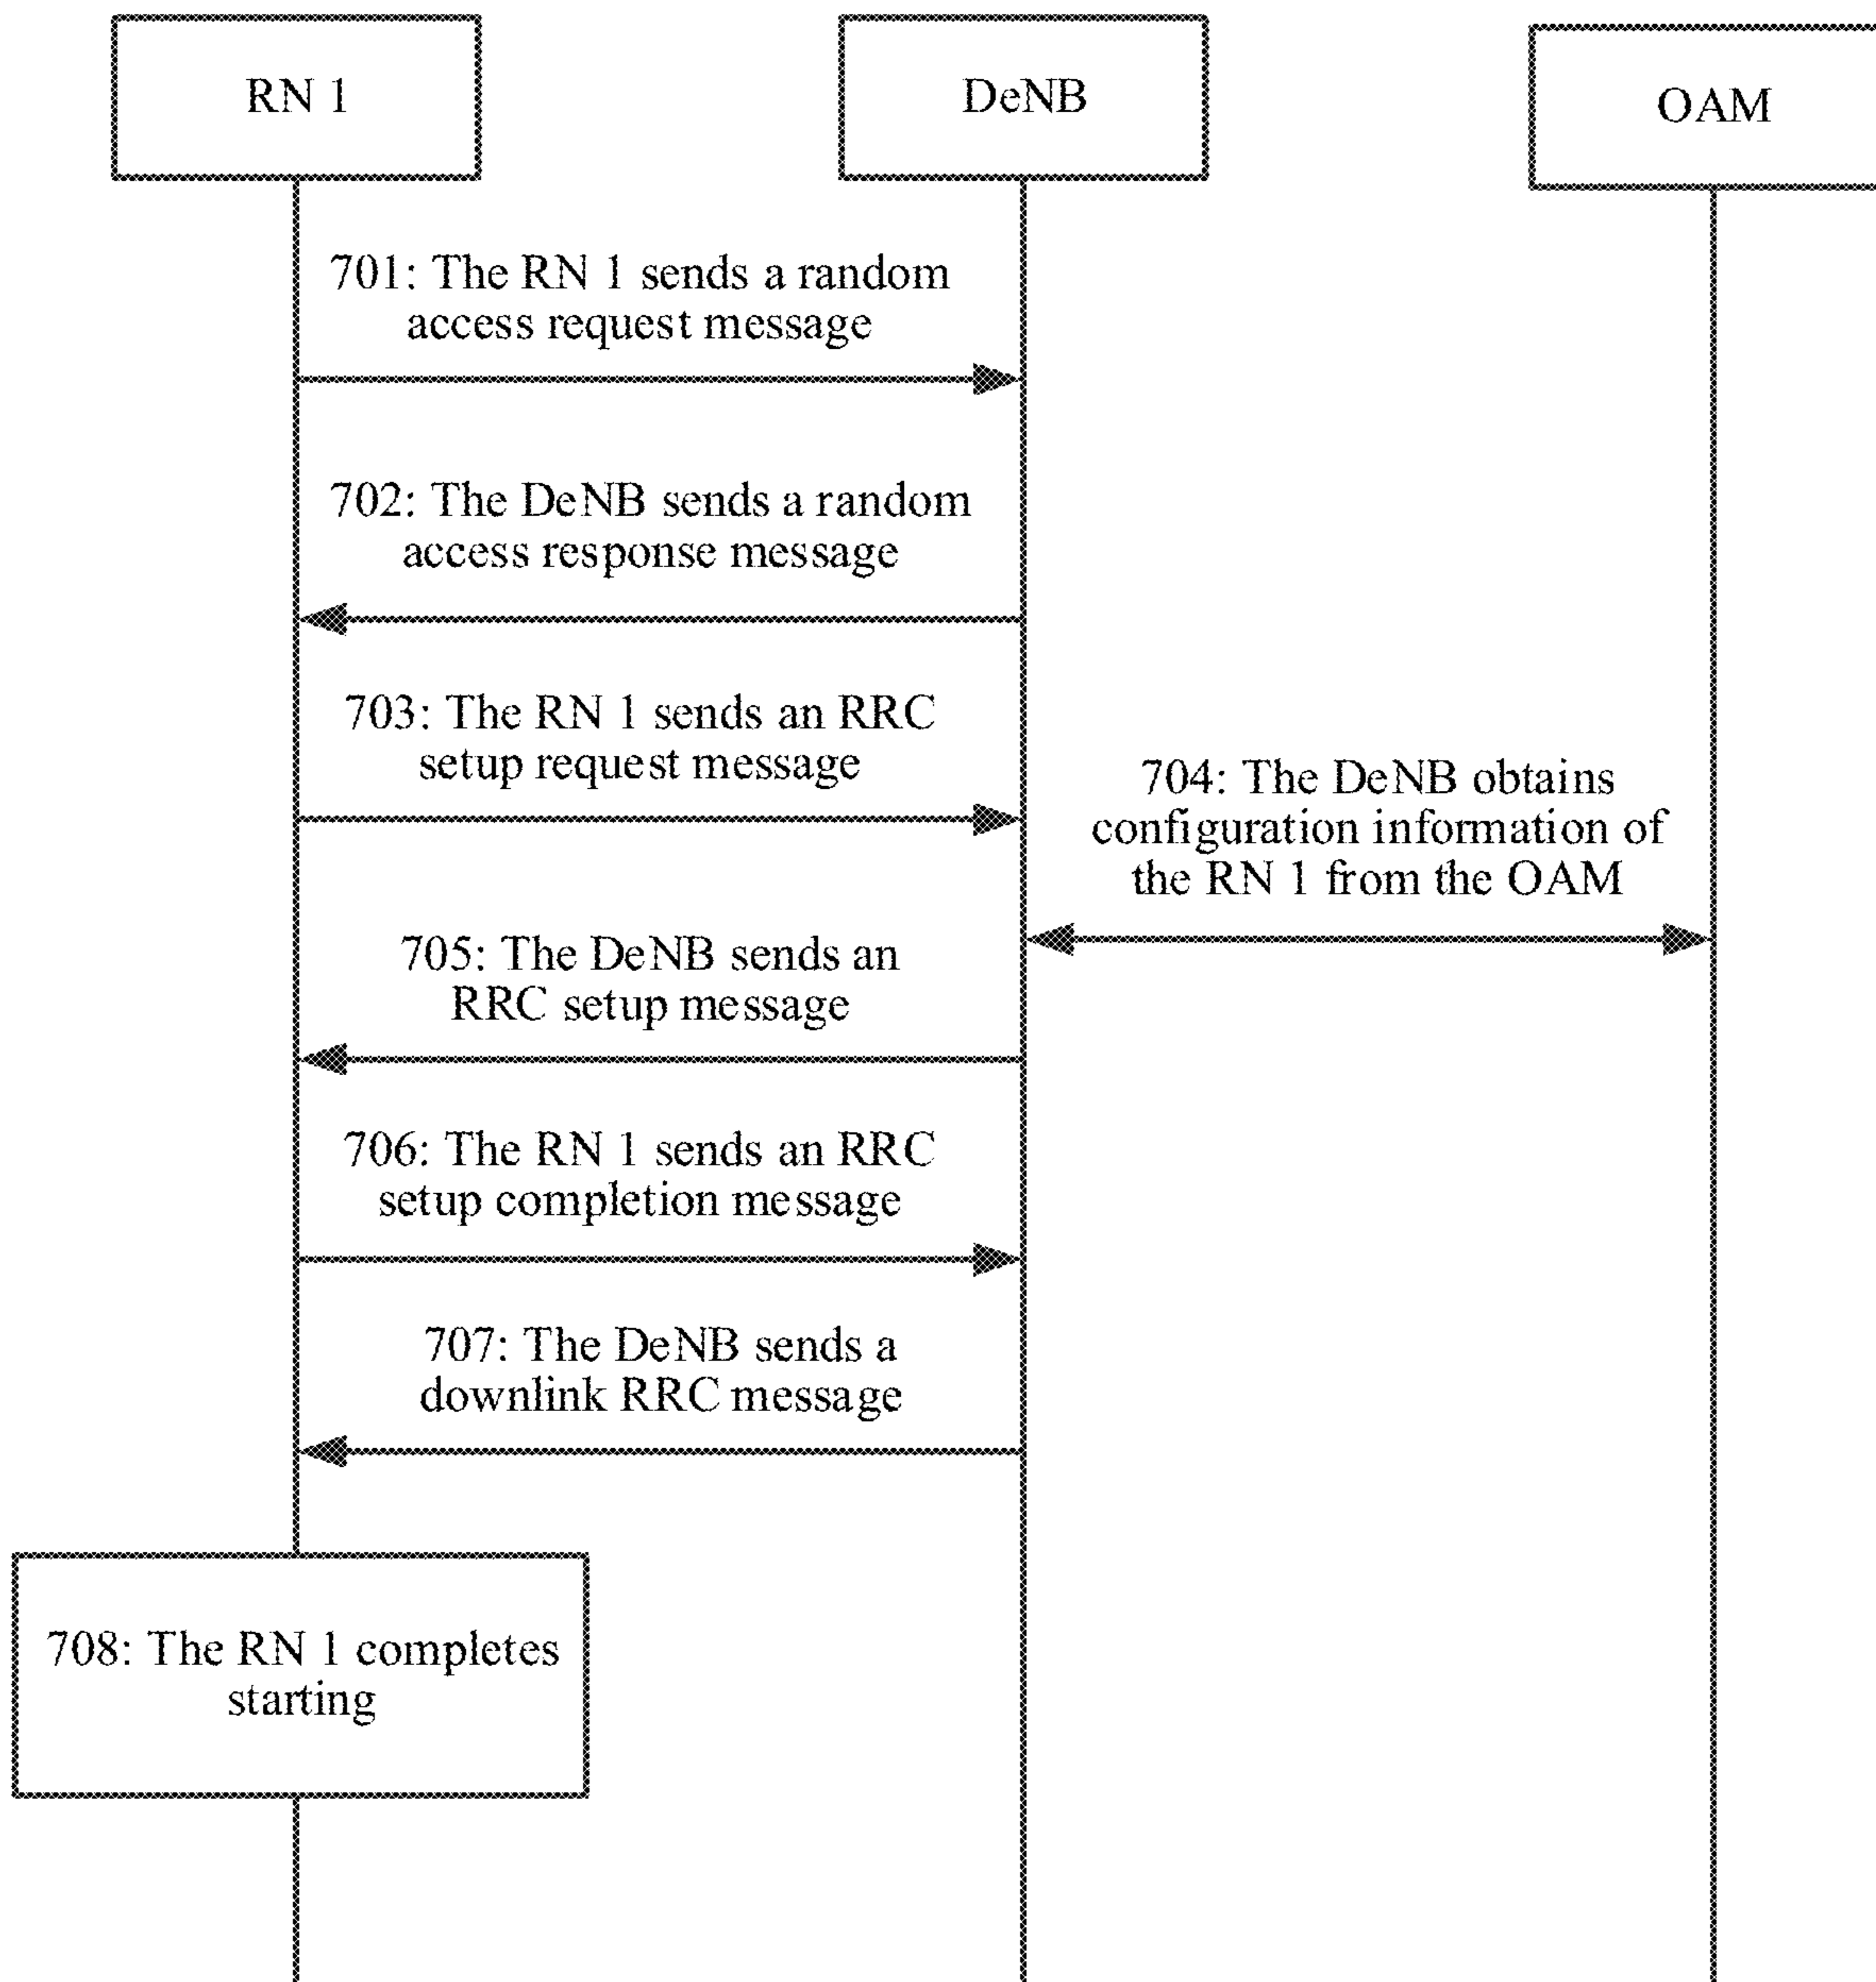 RN 1
DeNB
OAM
701: The RN 1 sends a random
access request message
702: The DeNB sends a random
access response message
703: The RN 1 sends an RRC
setup request message
704: The DeNB obtains
configuration information of
the RN 1 from the OAM
705: The DeNB sends an
RRC setup message
706: The RN 1 sends an RRC
setup completion message
707: The DeNB sends a
downlink RRC message
708: The RN 1 completes
starting